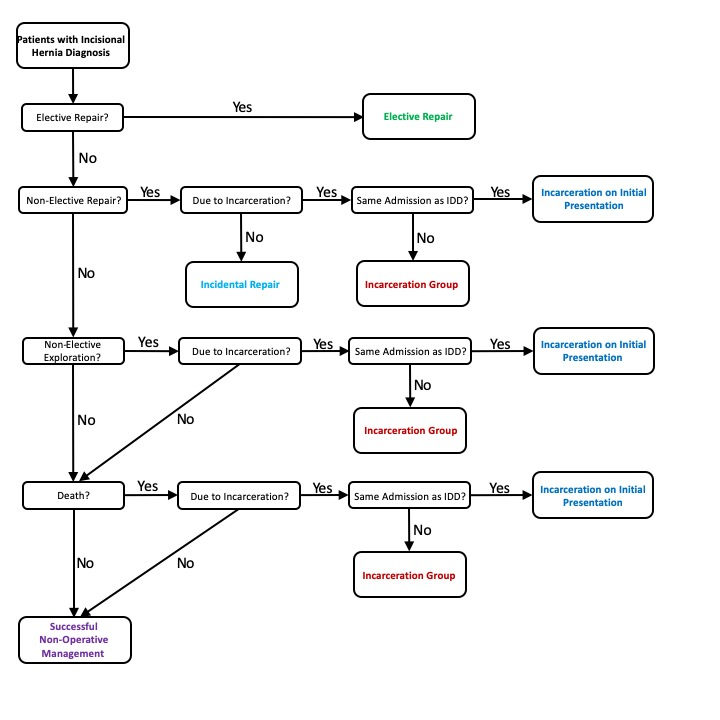 Patients with Incisional
Hernia Diagnosis
Yes
Elective Repair?
Elective Repair
No
Non-Elective Repair?
Yes
Due to Incarceration?
Yes
Same Admission as IDD?
Yes
Incarceration on Initial
Presentation
No
No
No
Incidental Repair
Incarceration Group
Non-Elective
Exploration?
Yes
Due to Incarceration?
Yes
Same Admission as IDD?
Yes
Incarceration on Initial
Presentation
No
No
No
Incarceration Group
Death?
Yes
Due to Incarceration?
Yes
Same Admission as IDD?
Yes
Incarceration on Initial
Presentation
No
No
No
Incarceration Group
Successful
Non-Operative
Management